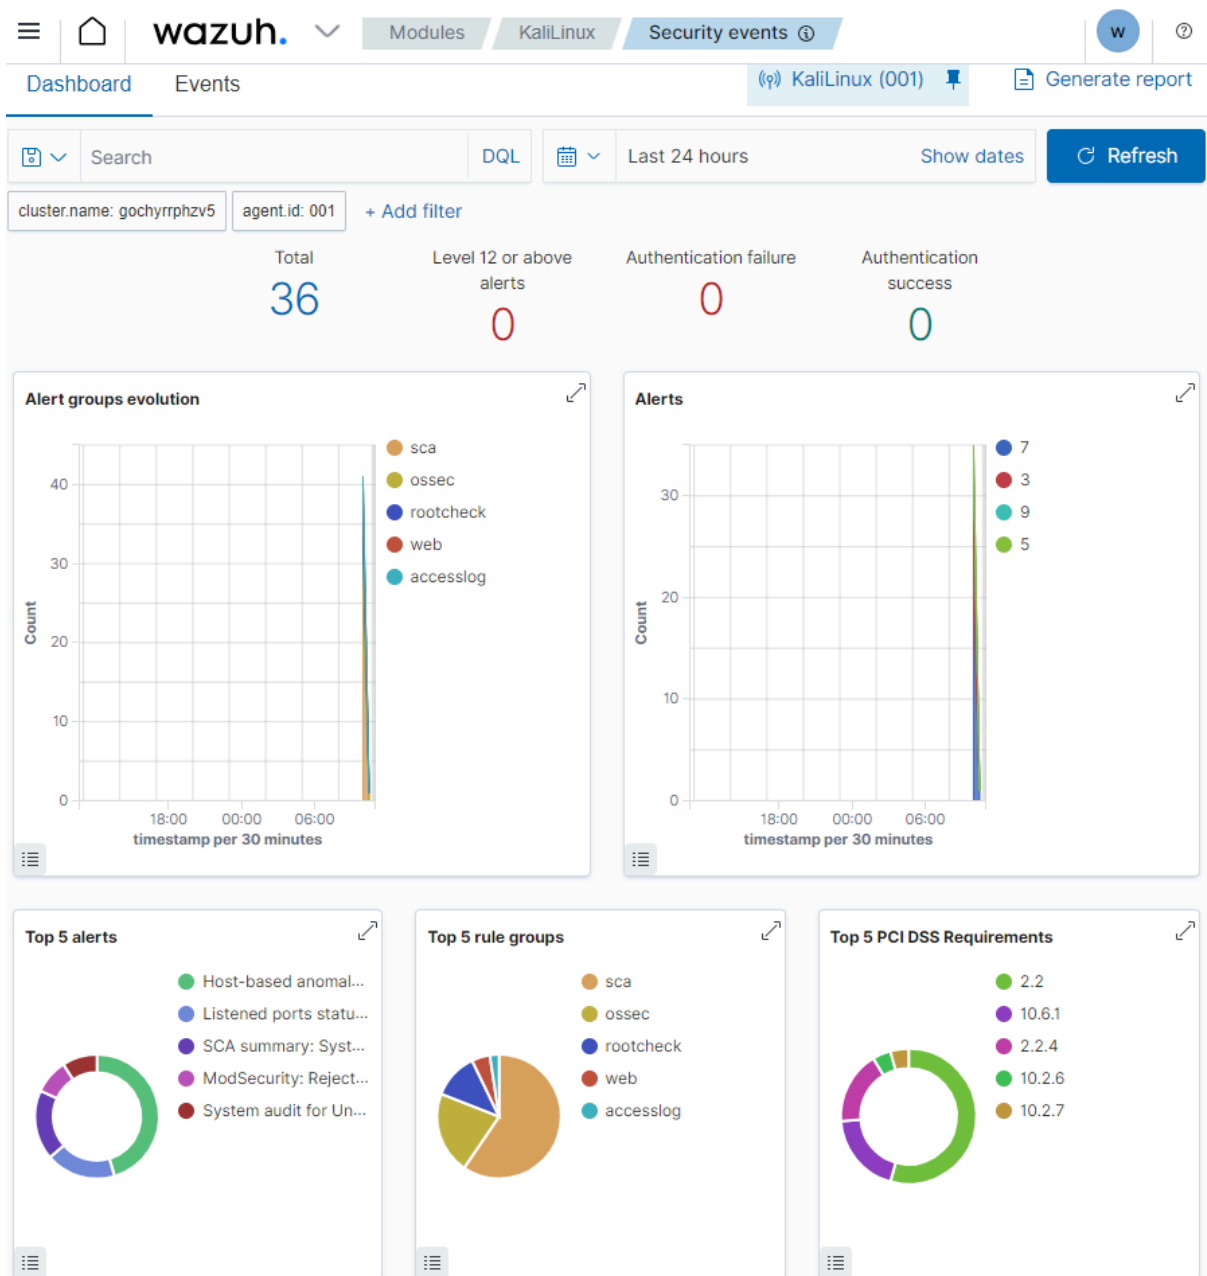 wazuh. Modules KaliLinux Security events W
Dashboard Events KaliLinux (001) Generate report
Search DQL Last 24 hours Show dates Refresh
cluster.name: gochyrrphzv5 agent.id: 001 + Add filter
Total
36
Level 12 or above
alerts
0
Authentication failure
0
Authentication
success
0
Alert groups evolution
Count
40
30
20
10
0
18:00 00:00 06:00
timestamp per 30 minutes
sca
ossec
rootcheck
web
accesslog
Alerts
Count
30
20
10
0
18:00 00:00 06:00
timestamp per 30 minutes
7
3
9
5
Top 5 alerts
Host-based anomal...
Listened ports statu...
SCA summary: Syst...
ModSecurity: Reject...
System audit for Un...
Top 5 rule groups
sca
ossec
rootcheck
web
accesslog
Top 5 PCI DSS Requirements
2.2
10.6.1
2.2.4
10.2.6
10.2.7